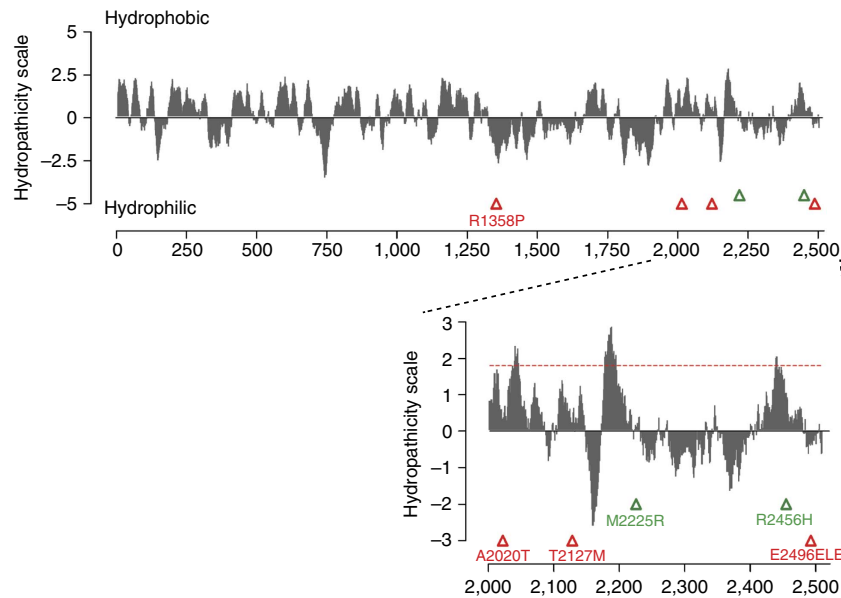 Hydrophobic
Hydropathicity scale
5
2.5
0
−2.5
−5
Hydrophilic
R1358P
0 250 500 750 1,000 1,250 1,500 1,750 2,000 2,250 2,500
Hydropathicity scale
3
2
1
0
−1
−2
−3
M2225R R2456H
A2020T T2127M E2496ELE
2,000 2,100 2,200 2,300 2,400 2,500